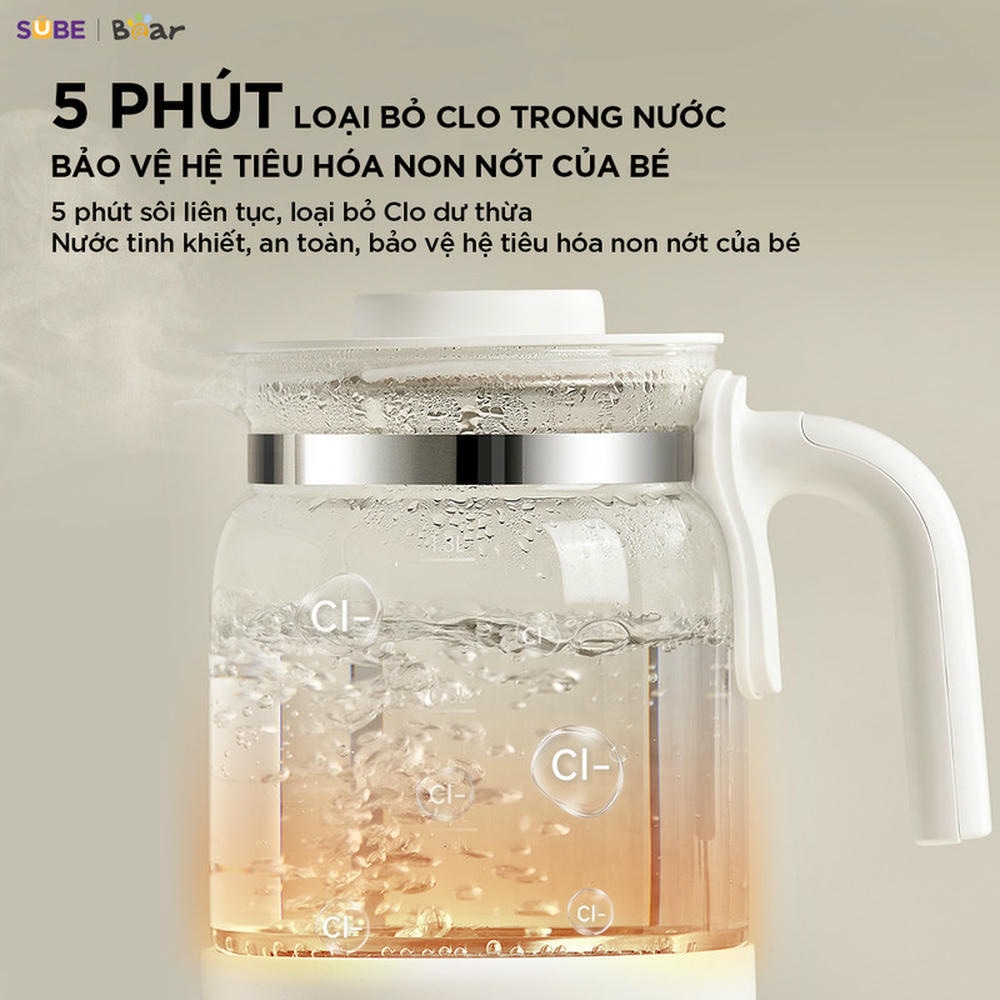 SUBE | Bear
5 PHÚT LOẠI BỎ CLO TRONG NƯỚC
BẢO VỆ HỆ TIÊU HÓA NON NỚT CỦA BÉ
5 phút sôi liên tục, loại bỏ Clo dư thừa
Nước tinh khiết, an toàn, bảo vệ hệ tiêu hóa non nớt của bé
Cl-
Cl-
Cl-
Cl-
Cl-
Cl-